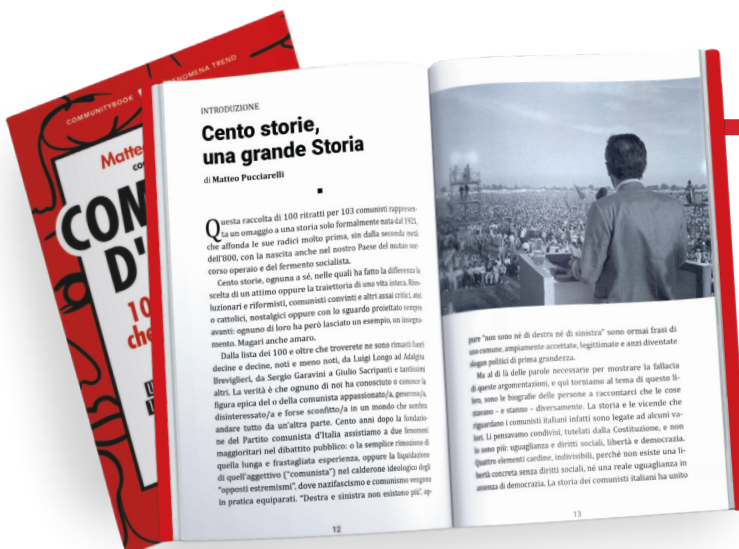 COMMUNITYBOOK
PHENOMENA TREND
Matteo
CON
D'
10
che
INTRODUZIONE
Cento storie,
una grande Storia
di Matteo Pucciarelli
Questa raccolta di 100 ritratti per 103 comunisti rappresen-
ta un omaggio a una storia solo formalmente nata dal 1921,
che affonda le sue radici molto prima, sin dalla seconda metà
dell'800, con la nascita anche nel nostro Paese del mutuo soc-
corso operaio e del fermento socialista.
Cento storie, ognuna a sé, nelle quali ha fatto la differenza la
scelta di un attimo oppure la traiettoria di una vita intera. Rivo-
luzionari e riformisti, comunisti convinti e altri assai critici, atei
o cattolici, nostalgici oppure con lo sguardo proiettato sempre
avanti: ognuno di loro ha però lasciato un esempio, un insegna-
mento. Magari anche amaro.
Dalla lista dei 100 e oltre che troverete ne sono rimasti fuori
decine e decine, noti e meno noti, da Luigi Longo ad Adalgisa
Breviglieri, da Sergio Garavini a Giulio Sacripanti e tantissimi
altri. La verità è che ognuno di noi ha conosciuto o conosce la
figura epica del o della comunista appassionato/a, generoso/a,
disinteressato/a e forse sconfitto/a in un mondo che sembra
andare tutto da un'altra parte. Cento anni dopo la fondazio-
ne del Partito comunista d'Italia assistiamo a due fenomeni
maggioritari nel dibattito pubblico: o la semplice rimozione di
quella lunga e frastagliata esperienza, oppure la liquidazione
di quell'aggettivo ("comunista") nel calderone ideologico degli
"opposti estremismi", dove nazifascismo e comunismo vengono
in pratica equiparati. "Destra e sinistra non esistono più", op-
12
pure "non sono né di destra né di sinistra" sono ormai frasi di
uso comune, ampiamente accettate, legittimate e anzi diventate
slogan politici di prima grandezza.
Ma al di là delle parole necessarie per mostrare la fallacia
di queste argomentazioni, e qui torniamo al tema di questo li-
bro, sono le biografie delle persone a raccontarci che le cose
stavano – e stanno – diversamente. La storia e le vicende che
riguardano i comunisti italiani infatti sono legate ad alcuni va-
lori. Li pensavamo condivisi, tutelati dalla Costituzione, e non
lo sono più: uguaglianza e diritti sociali, libertà e democrazia.
Quattro elementi cardine, indivisibili, perché non esiste una li-
bertà concreta senza diritti sociali, né una reale uguaglianza in
assenza di democrazia. La storia dei comunisti italiani ha unito
13